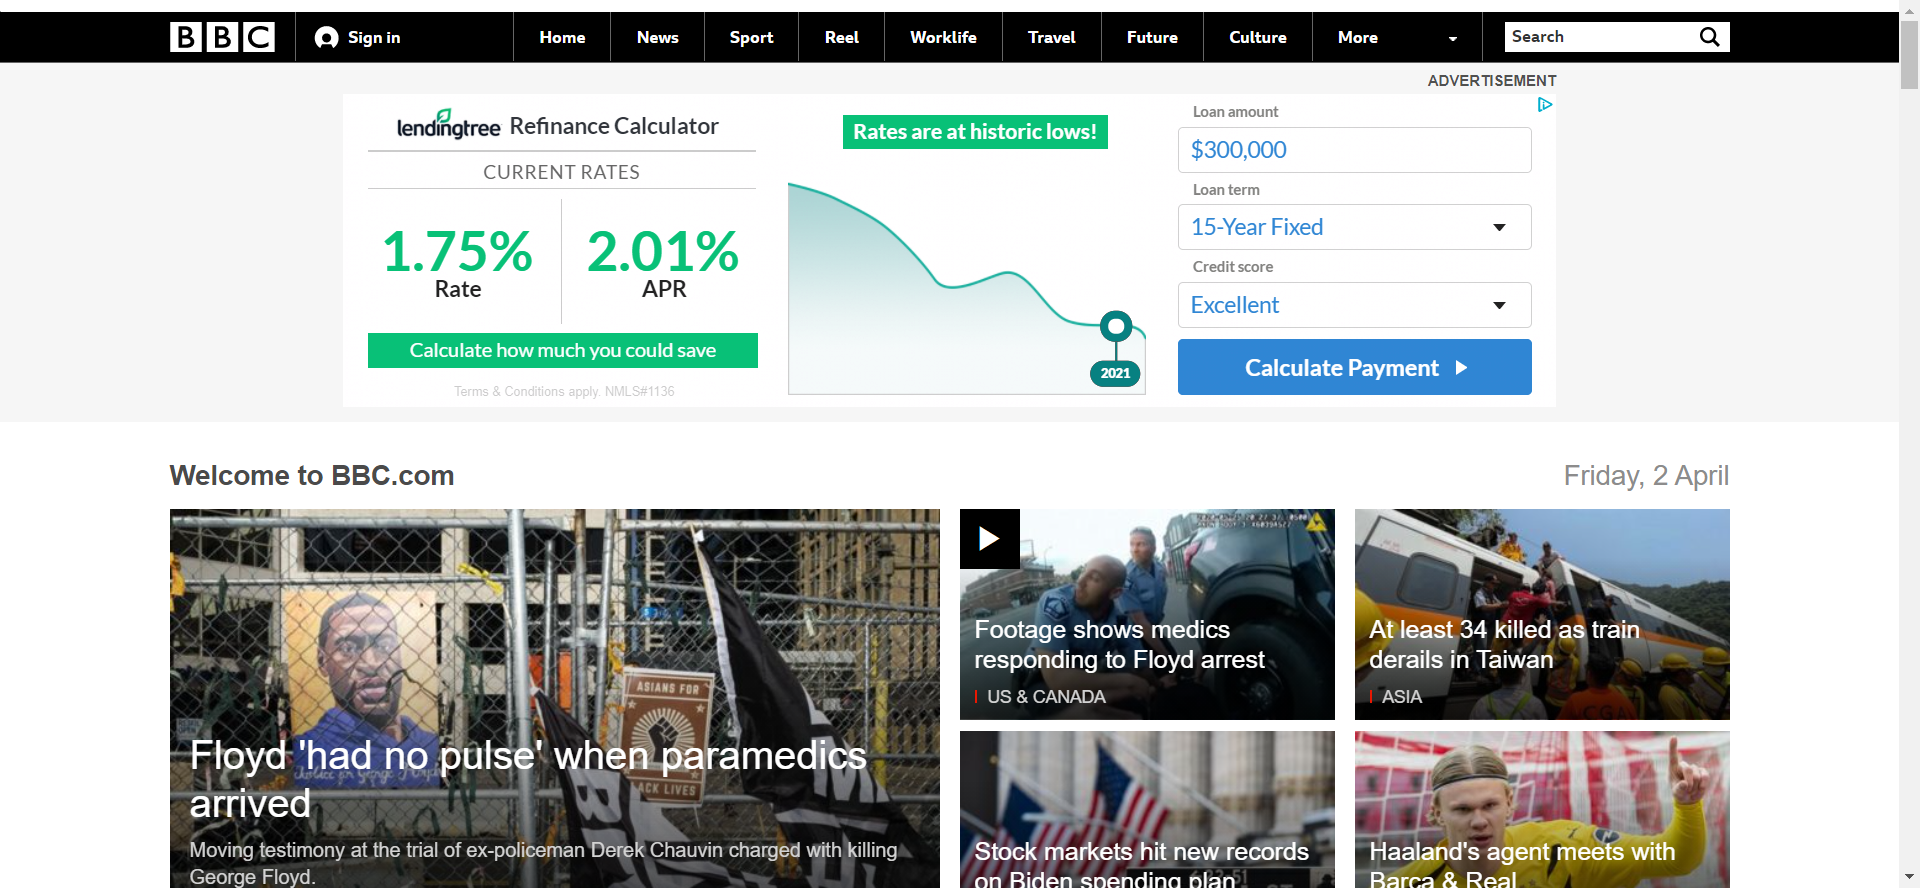 BBC
Sign in
Home
News
Sport
Reel
Worklife
Travel
Future
Culture
More
Search
ADVERTISEMENT
lendingtree Refinance Calculator
CURRENT RATES
1.75%
Rate
2.01%
APR
Calculate how much you could save
Terms & Conditions apply. NMLS#1136
Rates are at historic lows!
2021
Loan amount
$300,000
Loan term
15-Year Fixed
Credit score
Excellent
Calculate Payment
Welcome to BBC.com
Friday, 2 April
ASIANS FOR
LACK LIVES
Floyd 'had no pulse' when paramedics
arrived
Moving testimony at the trial of ex-policeman Derek Chauvin charged with killing
George Floyd.
Footage shows medics
responding to Floyd arrest
US & CANADA
At least 34 killed as train
derails in Taiwan
ASIA
Stock markets hit new records
on Biden spending plan
Haaland's agent meets with
Barca & Real